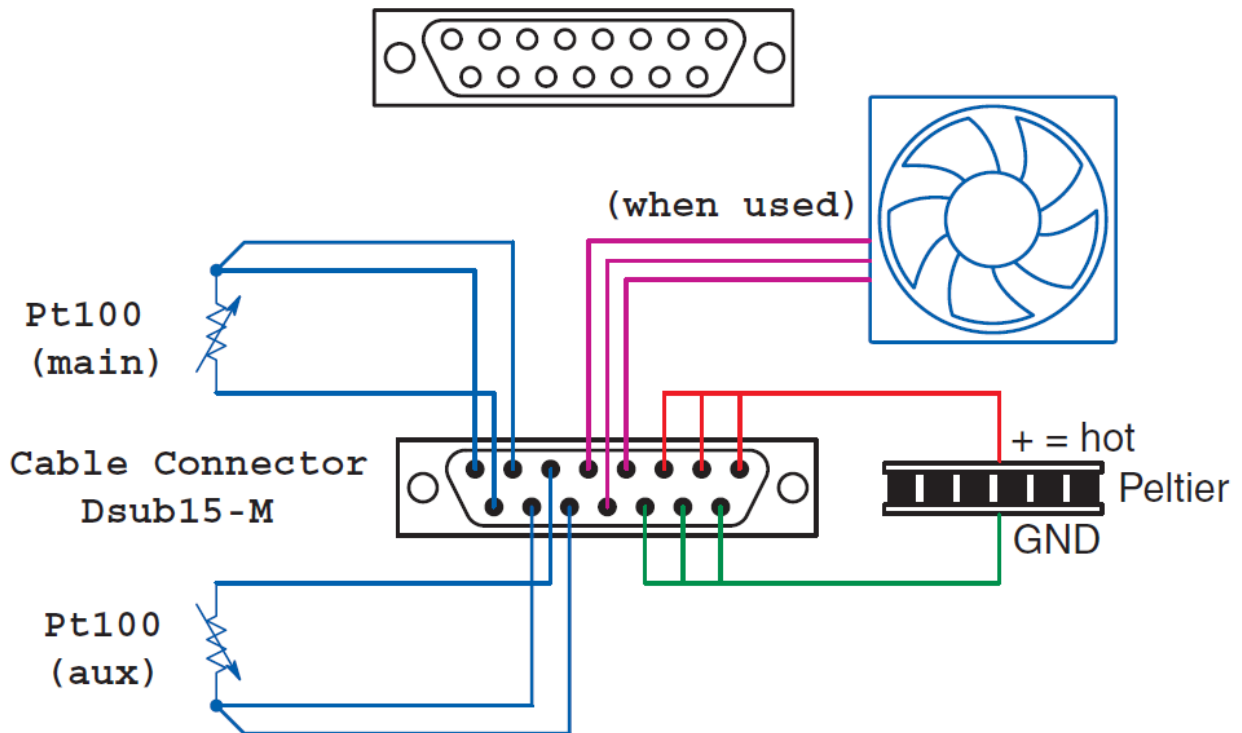 (when used)
Pt100
(main)
+ = hot
Cable Connector
Peltier
Dsub15-M
GND
Pt100
(aux)